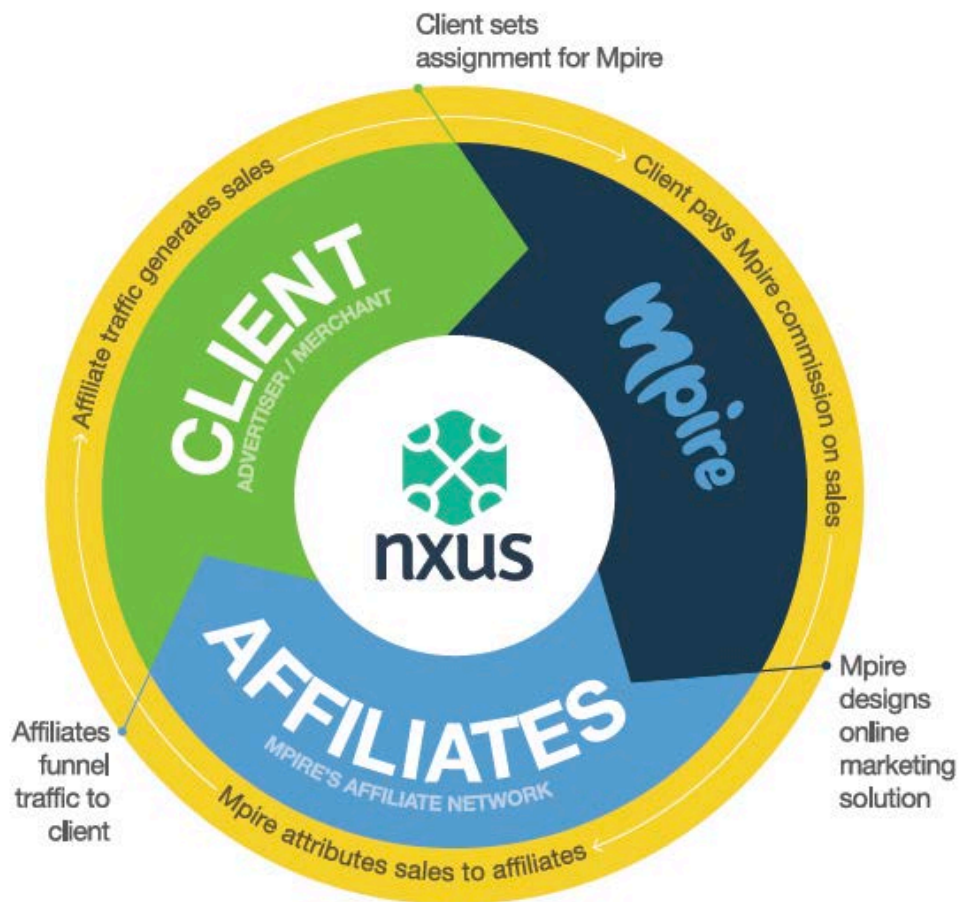 Client sets
assignment for Mpire
Affiliate traffic generates sales
Client pays Mpire commission on sales
CLIENT
ADVERTISER / MERCHANT
mpire
nxus
AFFILIATES
MPIRE'S AFFILIATE NETWORK
Mpire
designs
online
marketing
solution
Affiliates
funnel
traffic to
client
Mpire attributes sales to affiliates